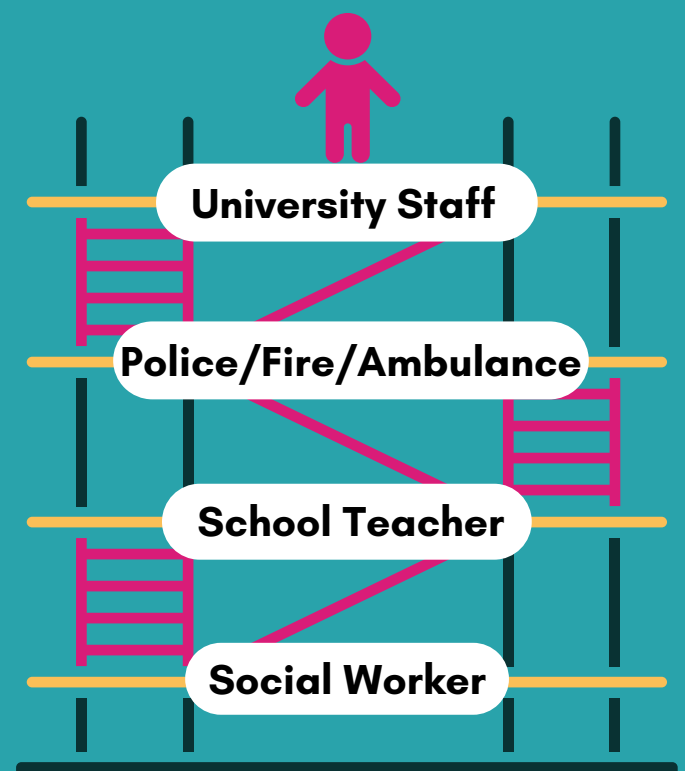 University Staff
Police/Fire/Ambulance
School Teacher
Social Worker